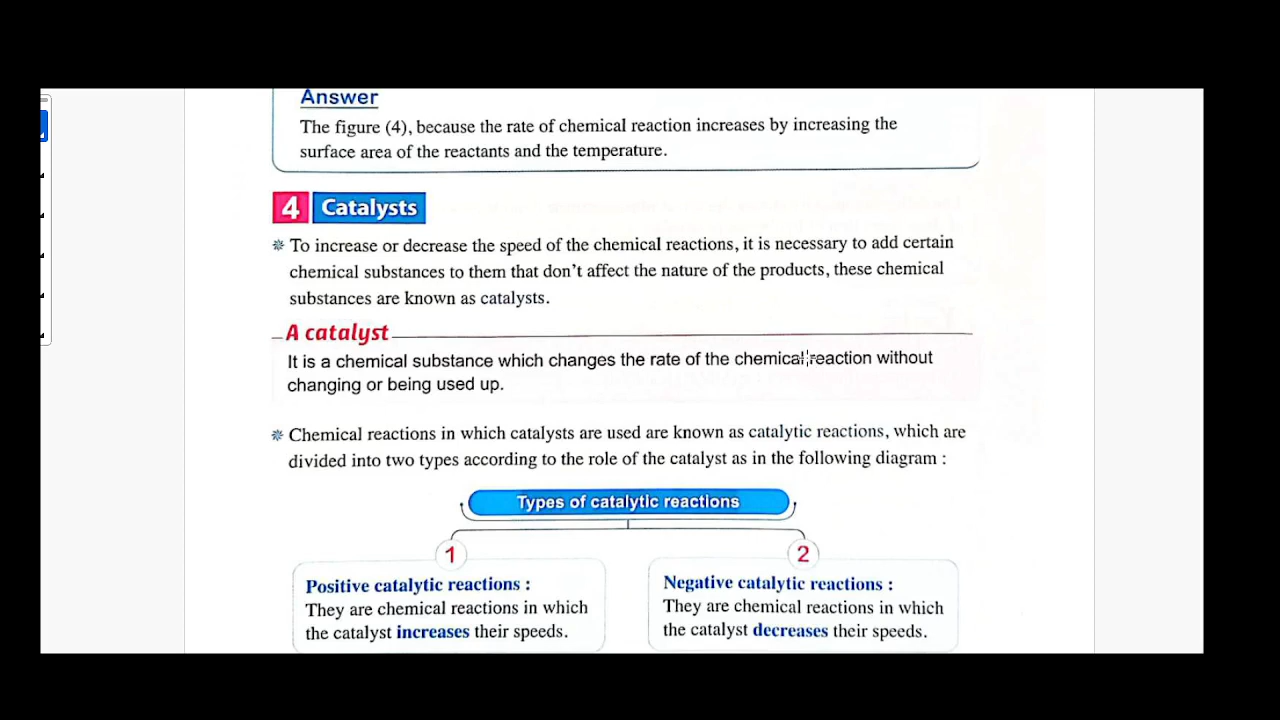 Answer
The figure (4), because the rate of chemical reaction increases by increasing the
surface area of the reactants and the temperature.
4 Catalysts
* To increase or decrease the speed of the chemical reactions, it is necessary to add certain
chemical substances to them that don't affect the nature of the products, these chemical
substances are known as catalysts.
A catalyst
It is a chemical substance which changes the rate of the chemical reaction without
changing or being used up.
* Chemical reactions in which catalysts are used are known as catalytic reactions, which are
divided into two types according to the role of the catalyst as in the following diagram :
Types of catalytic reactions
1
Positive catalytic reactions :
They are chemical reactions in which
the catalyst increases their speeds.
2
Negative catalytic reactions :
They are chemical reactions in which
the catalyst decreases their speeds.